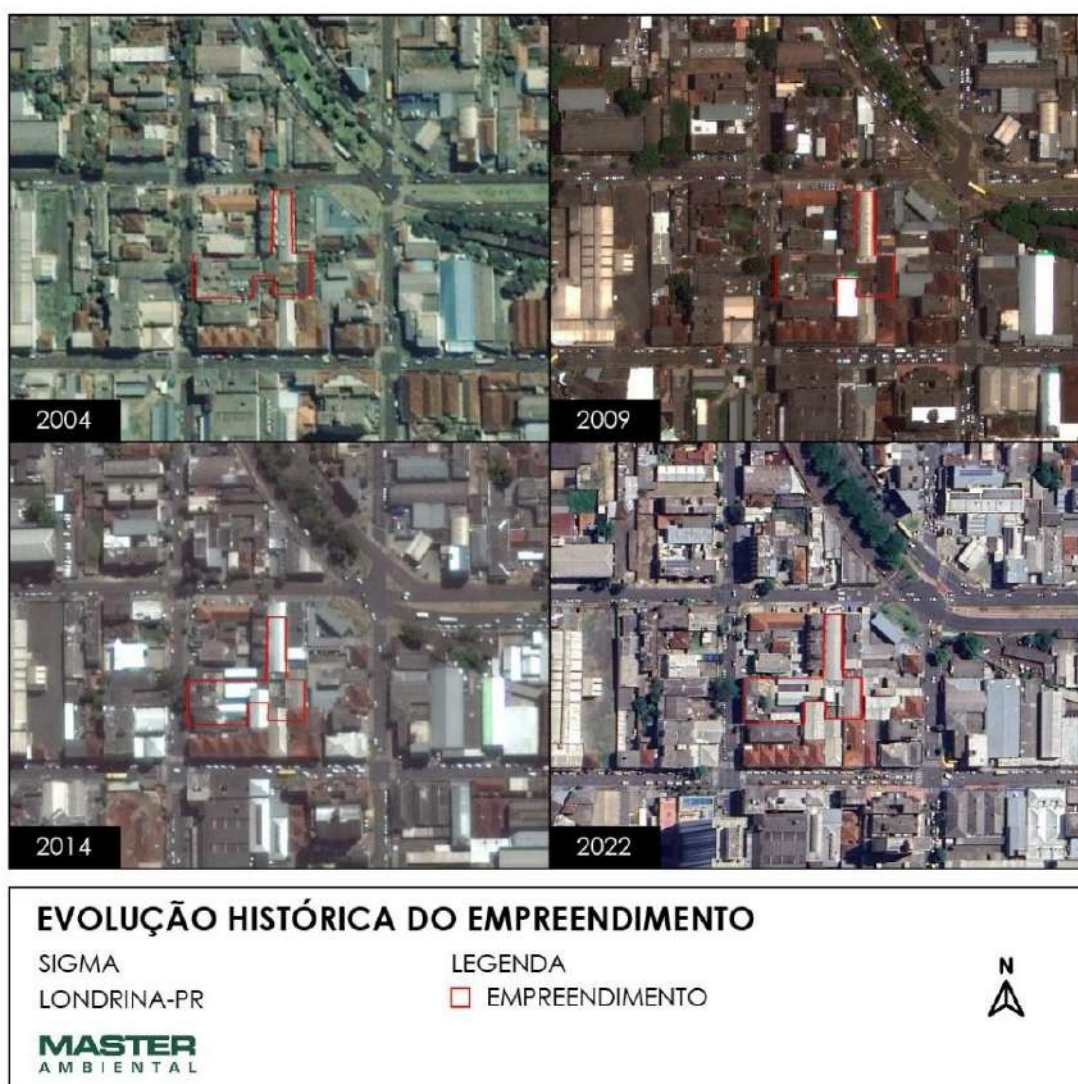 2004
2009
2014
2022
EVOLUÇÃO HISTÓRICA DO EMPREENDIMENTO
SIGMA
LONDRINA-PR
LEGENDA
EMPREENDIMENTO
N
MASTER
AMBIENTAL